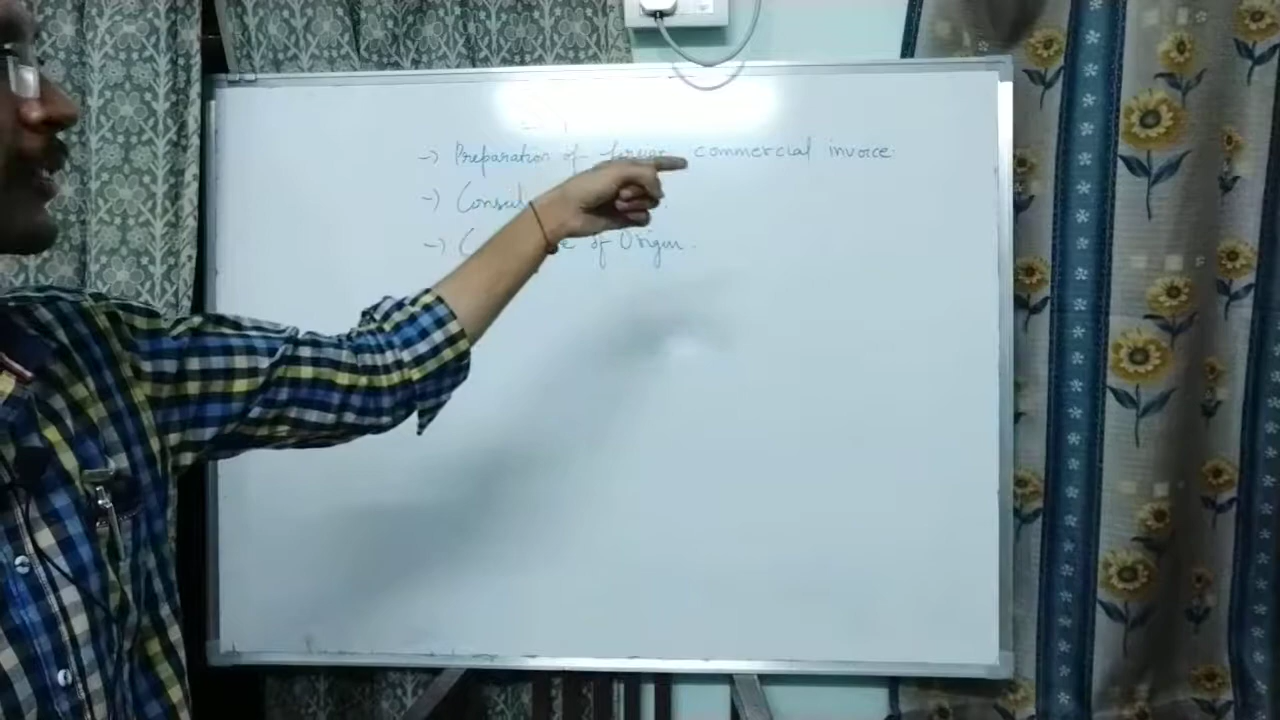 -) Preparation of foreign commercial invoice.
-) Consul
-) C e of Origin.